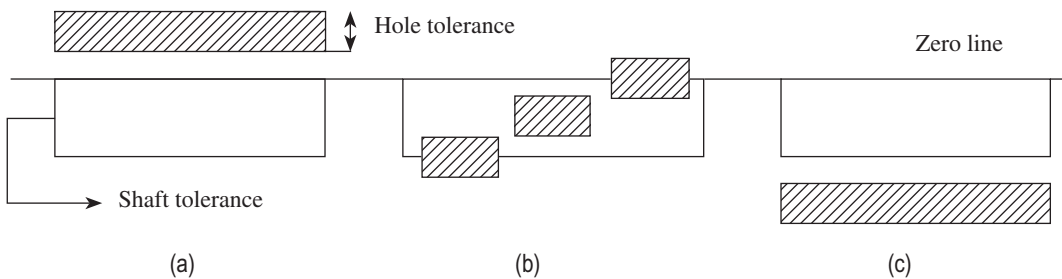 Hole tolerance
Zero line
Shaft tolerance
(a)
(b)
(c)